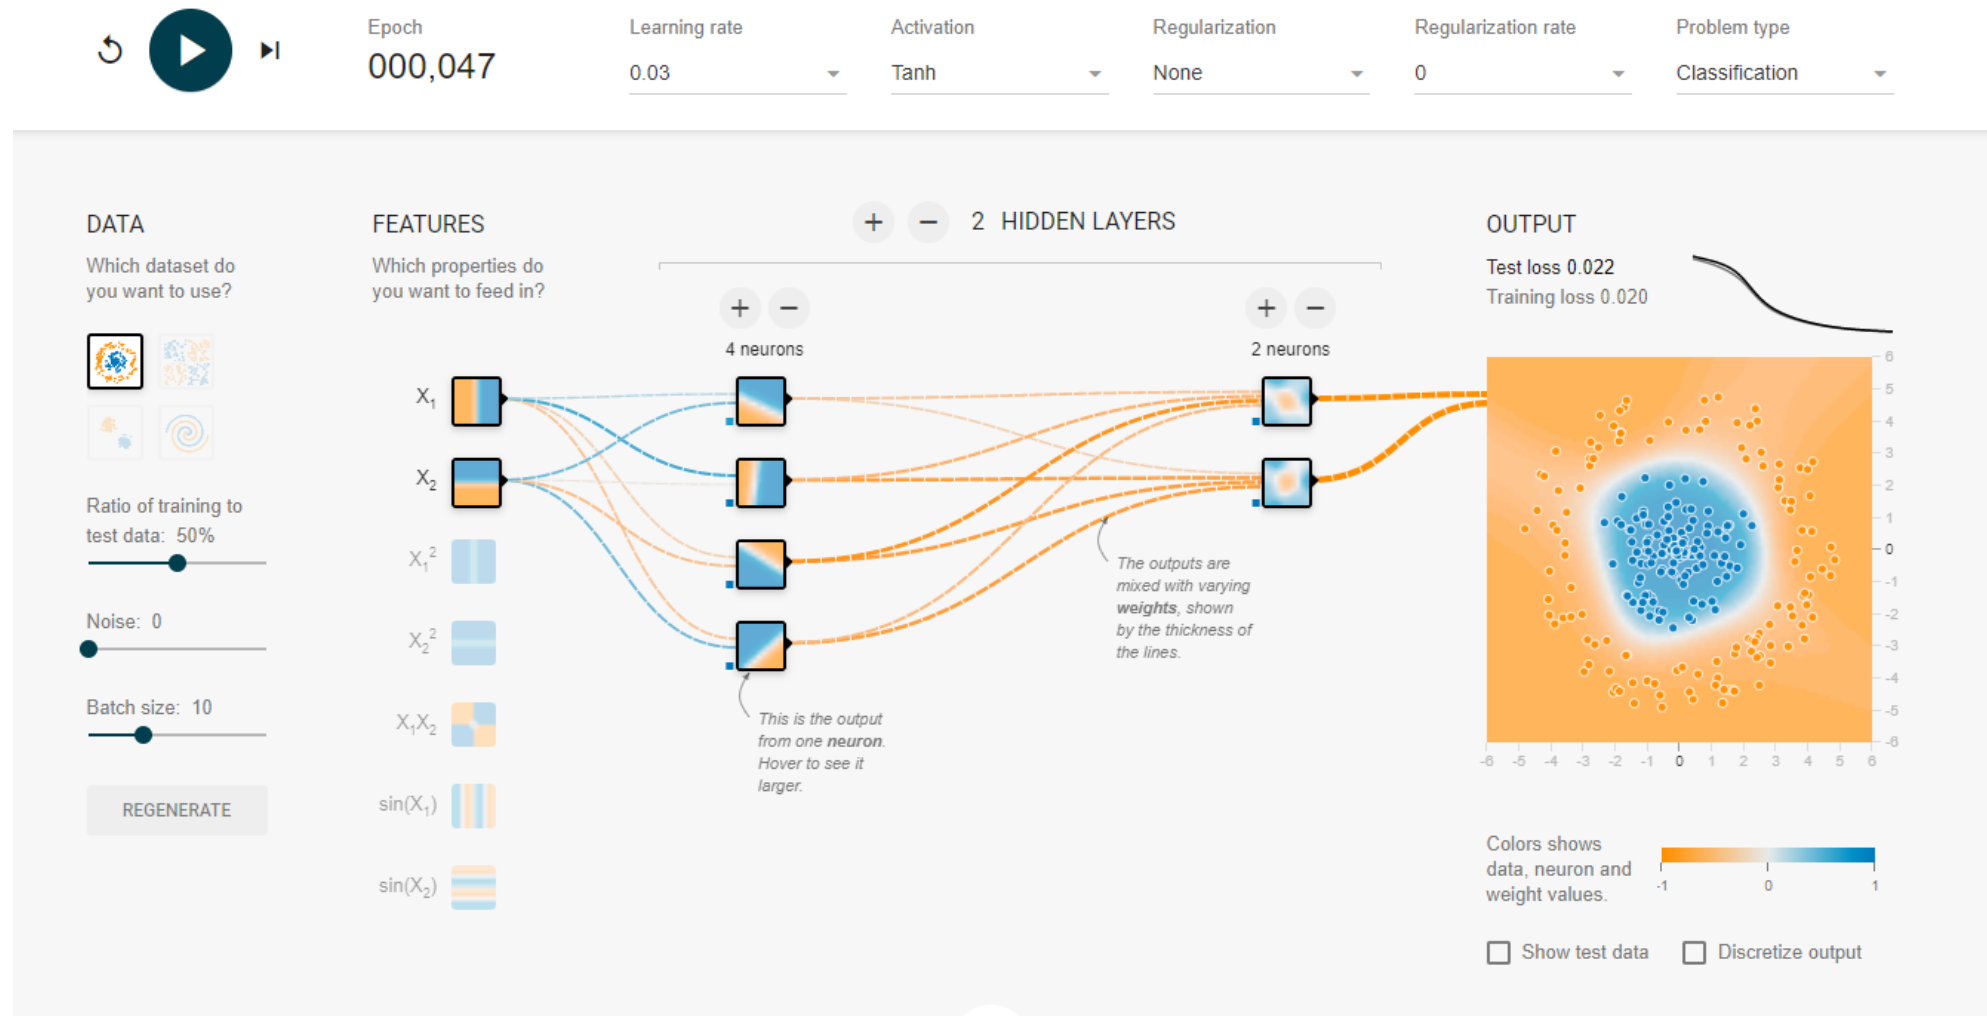 Epoch
000,047
Learning rate
0.03
Activation
Tanh
Regularization
None
Regularization rate
0
Problem type
Classification
DATA
Which dataset do
you want to use?
Ratio of training to
test data: 50%
Noise: 0
Batch size: 10
REGENERATE
FEATURES
Which properties do
you want to feed in?
X1
X2
X1²
X2²
X1X2
sin(X1)
sin(X2)
2 HIDDEN LAYERS
4 neurons
2 neurons
This is the output
from one neuron.
Hover to see it
larger.
The outputs are
mixed with varying
weights, shown
by the thickness of
the lines.
OUTPUT
Test loss 0.022
Training loss 0.020
6
5
4
3
2
1
0
-1
-2
-3
-4
-5
-6
-6 -5 -4 -3 -2 -1 0 1 2 3 4 5 6
Colors shows
data, neuron and
weight values.
-1 0 1
Show test data
Discretize output